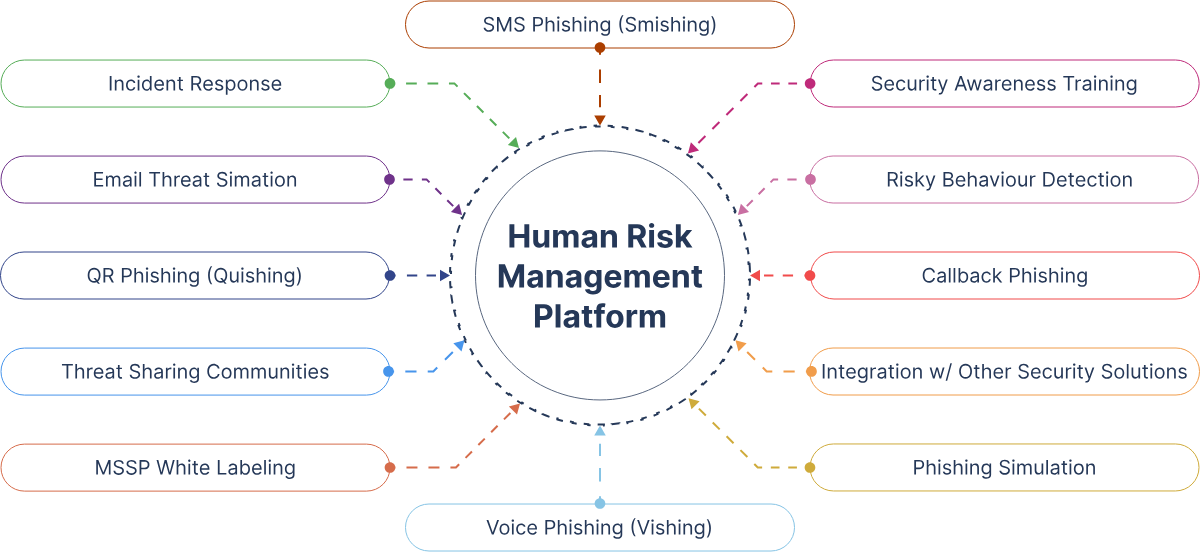 SMS Phishing (Smishing)
Incident Response
Security Awareness Training
Email Threat Simation
Risky Behaviour Detection
Human Risk
Management
Platform
QR Phishing (Quishing)
Callback Phishing
Threat Sharing Communities
Integration w/ Other Security Solutions
MSSP White Labeling
Phishing Simulation
Voice Phishing (Vishing)